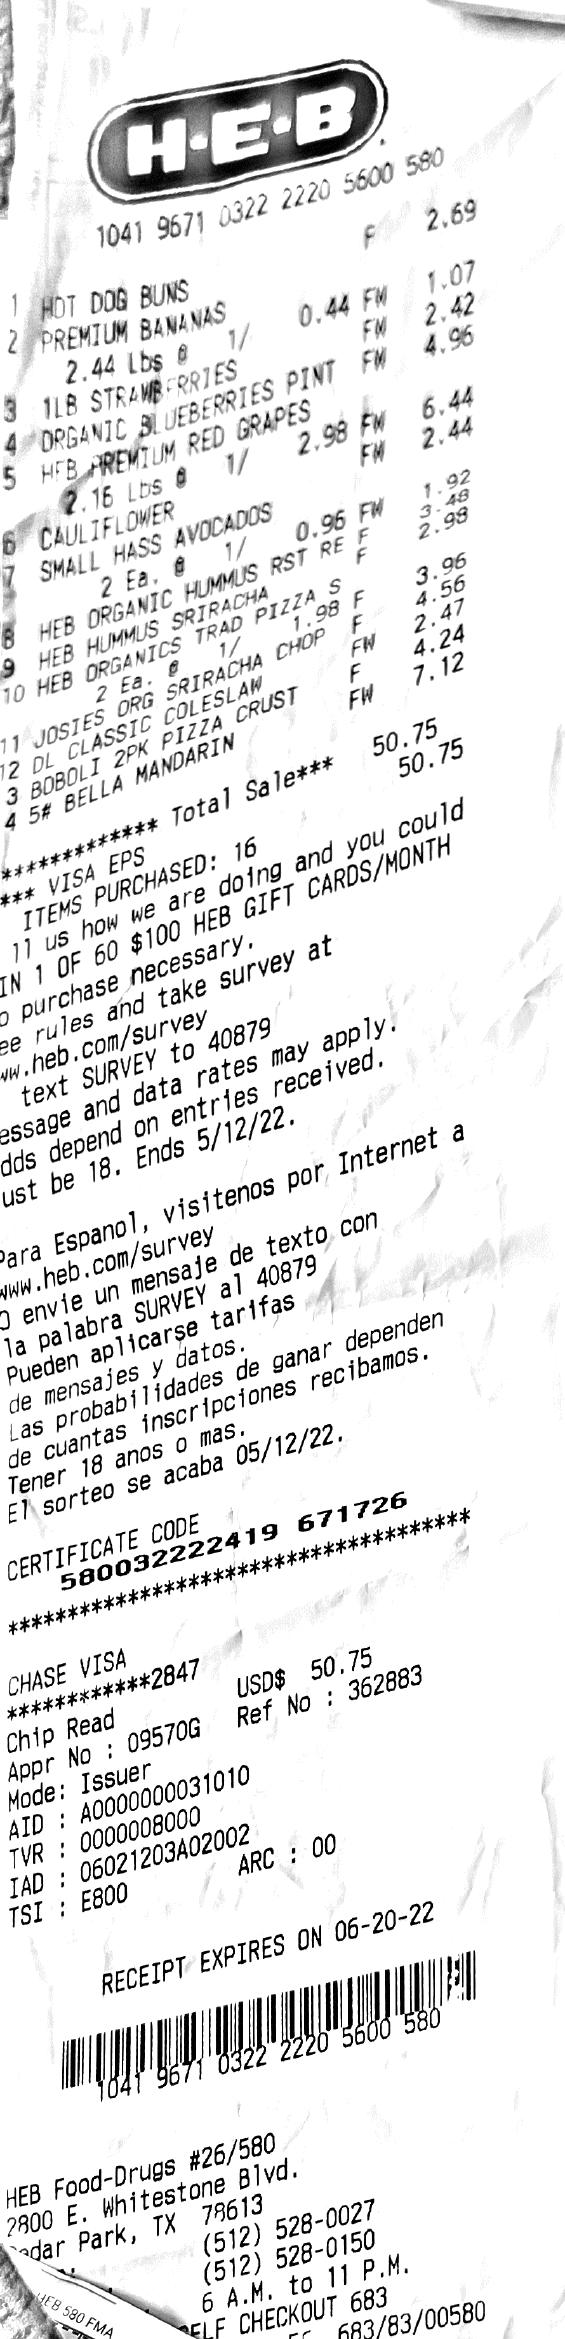 H-E-B
1041 9671 0322 2220 5600 580
1 HOT DOG BUNS F 2.69
2 PREMIUM BANANAS
2.44 Lbs @ 1/ 0.44 FW 1.07
3 1LB STRAWBERRIES FW 2.42
4 ORGANIC BLUEBERRIES PINT FW 4.96
5 HEB PREMIUM RED GRAPES
2.16 Lbs @ 1/ 2.98 FW 6.44
6 CAULIFLOWER FW 2.44
7 SMALL HASS AVOCADOS
2 Ea. @ 1/ 0.96 FW 1.92
8 HEB ORGANIC HUMMUS RST RE F 3.48
9 HEB HUMMUS SRIRACHA F 2.98
10 HEB ORGANICS TRAD PIZZA S
2 Ea. @ 1/ 1.98 F 3.96
11 JOSIES ORG SRIRACHA CHOP F 4.56
12 DL CLASSIC COLESLAW FW 2.47
3 BOBOLI 2PK PIZZA CRUST F 4.24
4 5# BELLA MANDARIN FW 7.12
************* Total Sale*** 50.75
*** VISA EPS 50.75
ITEMS PURCHASED: 16
ll us how we are doing and you could
IN 1 OF 60 $100 HEB GIFT CARDS/MONTH
o purchase necessary.
ee rules and take survey at
ww.heb.com/survey
text SURVEY to 40879
essage and data rates may apply.
dds depend on entries received.
ust be 18. Ends 5/12/22.
Para Espanol, visitenos por Internet a
www.heb.com/survey
O envie un mensaje de texto con
la palabra SURVEY al 40879
Pueden aplicarse tarifas
de mensajes y datos.
Las probabilidades de ganar dependen
de cuantas inscripciones recibamos.
Tener 18 anos o mas.
El sorteo se acaba 05/12/22.
CERTIFICATE CODE
580032222419 671726
***************************************
CHASE VISA
************2847
Chip Read USD$ 50.75
Appr No : 09570G Ref No : 362883
Mode: Issuer
AID : A0000000031010
TVR : 0000008000
IAD : 06021203A02002
TSI : E800 ARC : 00
RECEIPT EXPIRES ON 06-20-22
1041 9671 0322 2220 5600 580
HEB Food-Drugs #26/580
2800 E. Whitestone Blvd.
edar Park, TX 78613
(512) 528-0027
(512) 528-0150
6 A.M. to 11 P.M.
ELF CHECKOUT 683
683/83/00580
HEB 580 FMA